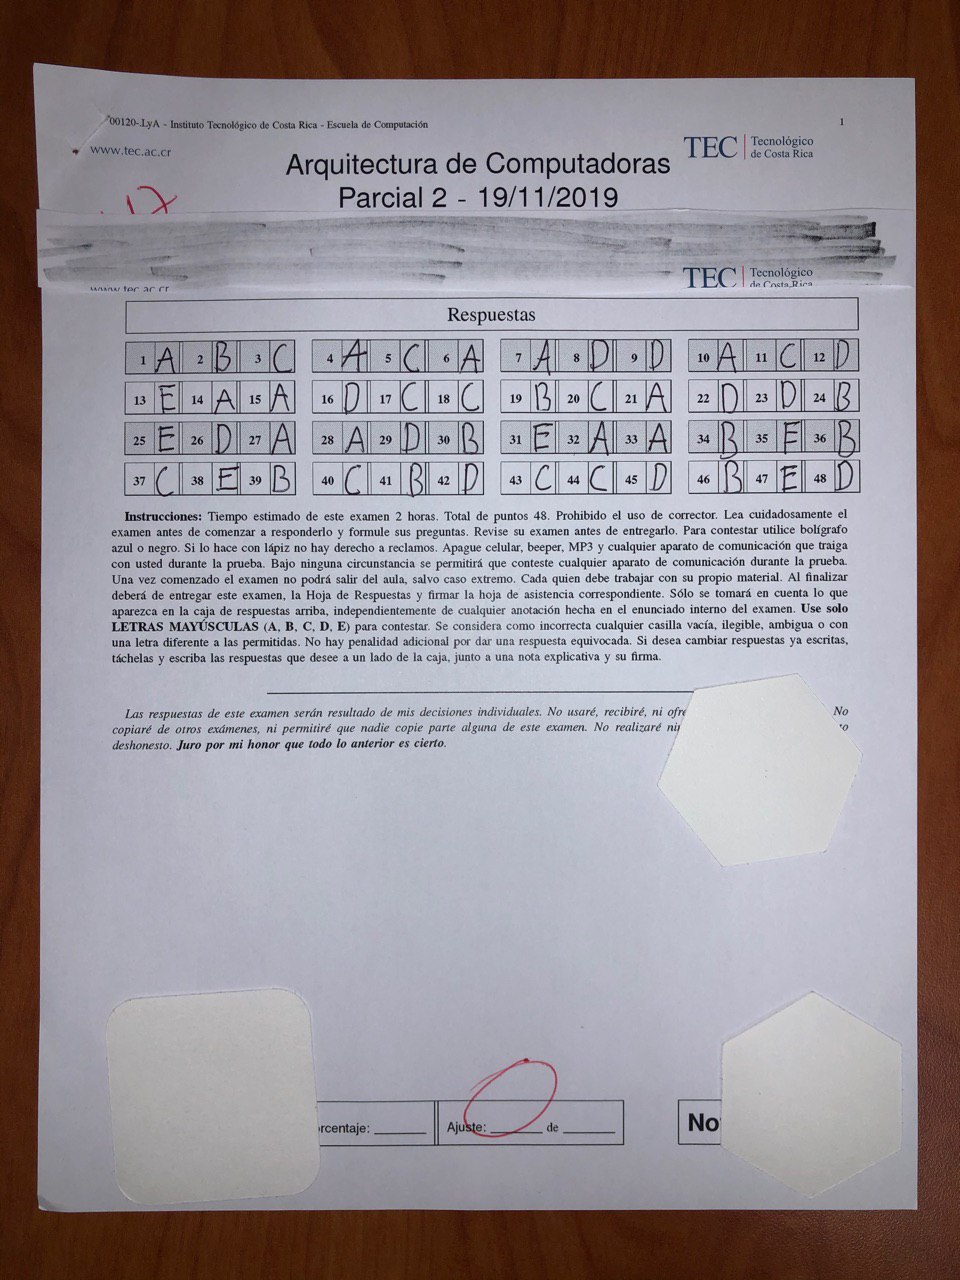 00120-.LyA - Instituto Tecnológico de Costa Rica - Escuela de Computación 1
www.tec.ac.cr
TEC Tecnológico de Costa Rica
Arquitectura de Computadoras
Parcial 2 - 19/11/2019
TEC Tecnológico
de Costa Rica
www.tec.ac.cr
Respuestas
1 A 2 B 3 C 4 A 5 C 6 A 7 A 8 D 9 D 10 A 11 C 12 D
13 E 14 A 15 A 16 D 17 C 18 C 19 B 20 C 21 A 22 D 23 D 24 B
25 E 26 D 27 A 28 A 29 D 30 B 31 E 32 A 33 A 34 B 35 E 36 B
37 C 38 E 39 B 40 C 41 B 42 D 43 C 44 C 45 D 46 B 47 E 48 D
Instrucciones: Tiempo estimado de este examen 2 horas. Total de puntos 48. Prohibido el uso de corrector. Lea cuidadosamente el
examen antes de comenzar a responderlo y formule sus preguntas. Revise su examen antes de entregarlo. Para contestar utilice bolígrafo
azul o negro. Si lo hace con lápiz no hay derecho a reclamos. Apague celular, beeper, MP3 y cualquier aparato de comunicación que traiga
con usted durante la prueba. Bajo ninguna circunstancia se permitirá que conteste cualquier aparato de comunicación durante la prueba.
Una vez comenzado el examen no podrá salir del aula, salvo caso extremo. Cada quien debe trabajar con su propio material. Al finalizar
deberá de entregar este examen, la Hoja de Respuestas y firmar la hoja de asistencia correspondiente. Sólo se tomará en cuenta lo que
aparezca en la caja de respuestas arriba, independientemente de cualquier anotación hecha en el enunciado interno del examen. Use solo
LETRAS MAYÚSCULAS (A, B, C, D, E) para contestar. Se considera como incorrecta cualquier casilla vacía, ilegible, ambigua o con
una letra diferente a las permitidas. No hay penalidad adicional por dar una respuesta equivocada. Si desea cambiar respuestas ya escritas,
táchelas y escriba las respuestas que desee a un lado de la caja, junto a una nota explicativa y su firma.
Las respuestas de este examen serán resultado de mis decisiones individuales. No usaré, recibiré, ni No
copiaré de otros exámenes, ni permitiré que nadie copie parte alguna de este examen. No realizaré
deshonesto. Juro por mi honor que todo lo anterior es cierto.
rcentaje: Ajuste: de No